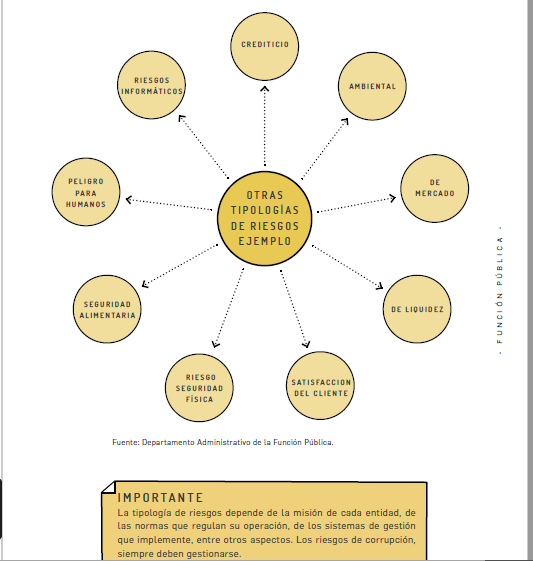 CREDITICIO
RIESGOS
INFORMÁTICOS
AMBIENTAL
PELIGRO
PARA
HUMANOS
OTRAS
TIPOLOGÍAS
DE RIESGOS
EJEMPLO
DE
MERCADO
SEGURIDAD
ALIMENTARIA
DE LIQUIDEZ
RIESGO
SEGURIDAD
FÍSICA
SATISFACCION
DEL CLIENTE
- FUNCIÓN PÚBLICA -
Fuente: Departamento Administrativo de la Función Pública.
IMPORTANTE
La tipología de riesgos depende de la misión de cada entidad, de
las normas que regulan su operación, de los sistemas de gestión
que implemente, entre otros aspectos. Los riesgos de corrupción,
siempre deben gestionarse.